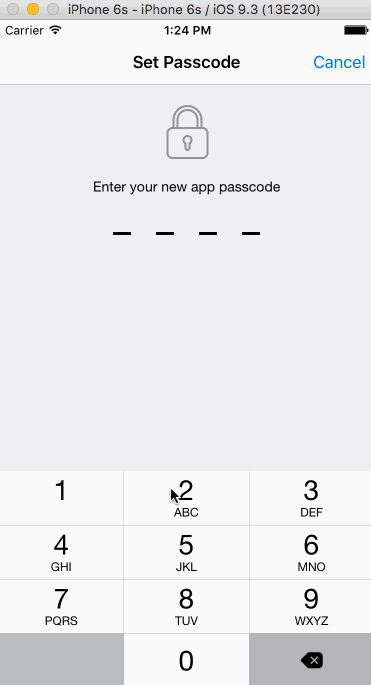 iPhone 6s - iPhone 6s / iOS 9.3 (13E230)
Carrier 1:24 PM
Set Passcode Cancel
Enter your new app passcode
1 2 3
ABC DEF
4 5 6
GHI JKL MNO
7 8 9
PQRS TUV WXYZ
0